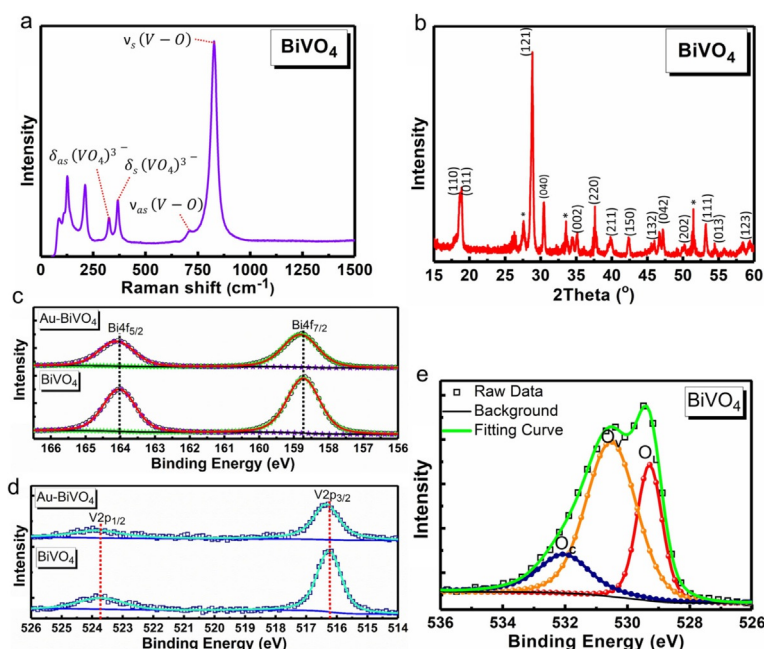 a
BiVO4
νs(V − O)
δas(VO4)3−
δs(VO4)3−
νas(V − O)
Intensity
0 250 500 750 1000 1250 1500
Raman shift (cm-1)
b
BiVO4
(110)
(011)
*
(121)
(040)
*
(002)
(220)
(211)
(150)
(132)
(042)
(202)
*
(111)
(013)
(123)
Intensity
15 20 25 30 35 40 45 50 55 60
2Theta (o)
c
Au-BiVO4
Bi4f5/2
Bi4f7/2
BiVO4
Intensity
166 165 164 163 162 161 160 159 158 157 156
Binding Energy (eV)
d
Au-BiVO4
V2p1/2
V2p3/2
BiVO4
Intensity
526 525 524 523 522 521 520 519 518 517 516 515 514
Binding Energy (eV)
e
BiVO4
Raw Data
Background
Fitting Curve
Ov
OL
Oc
Intensity
536 534 532 530 528 526
Binding Energy (eV)